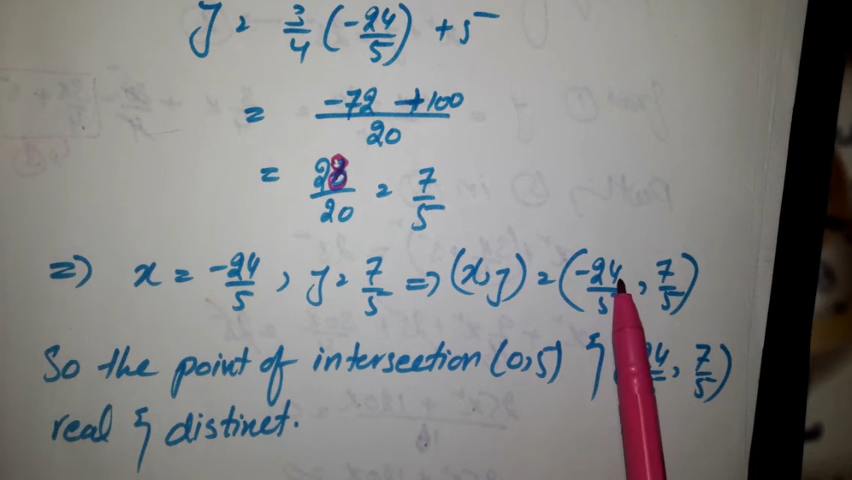 y = 3/4 (-24/5) + 5
= -72 + 100 / 20
= 28/20 = 7/5
=) x = -24/5 , y = 7/5 => (x,y) = (-24/5 , 7/5)
So the point of intersection (0,5) & (24 , 7/5)
real & distinct.